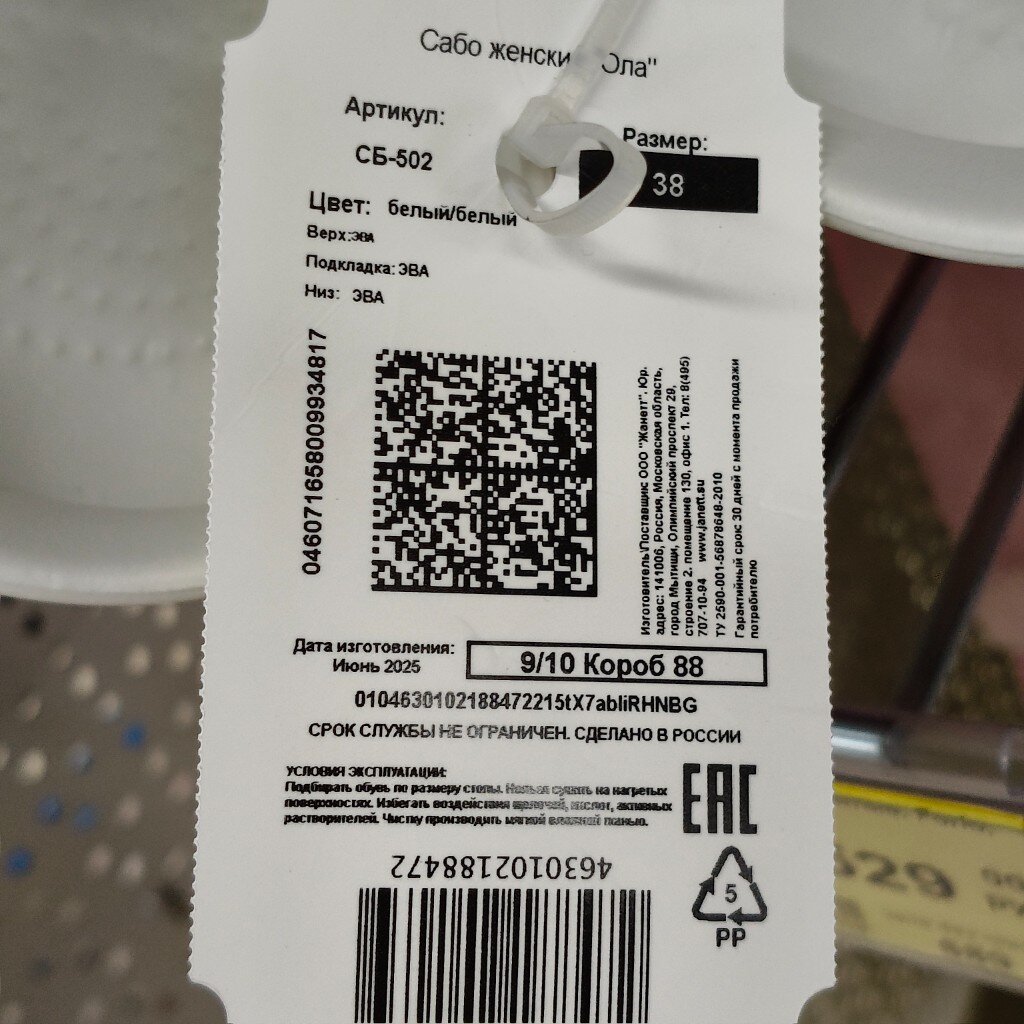 Сабо женски Ола"
Артикул:
СБ-502
Размер:
38
Цвет: белый/белый
Верх:ЭВА
Подкладка: ЭВА
Низ: ЭВА
046071658009934817
Изготовитель\Поставщик ООО "Жанетт". Юр.
адрес: 141006, Россия, Московская область,
город Мытищи, Олимпийский проспект 29,
строение 2. помещение 130, офис 1. Тел: 8(495)
707-10-94 www.janett.su
ТУ 2590-001-56878648-2010
Гарантийный срок: 30 дней с момента продажи
потребителю
Дата изготовления:
Июнь 2025
9/10 Короб 88
0104630102188472215tX7abIiRHNBG
СРОК СЛУЖБЫ НЕ ОГРАНИЧЕН. СДЕЛАНО В РОССИИ
УСЛОВИЯ ЭКСПЛУАТАЦИИ:
Подбирать обувь по размеру стопы. Нельзя сушить на нагретых
поверхностях. Избегать воздействия щелочей, кислот, активных
растворителей. Чистку производить мягкой влажной тканью.
EAC
4630102188472
5
PP
529